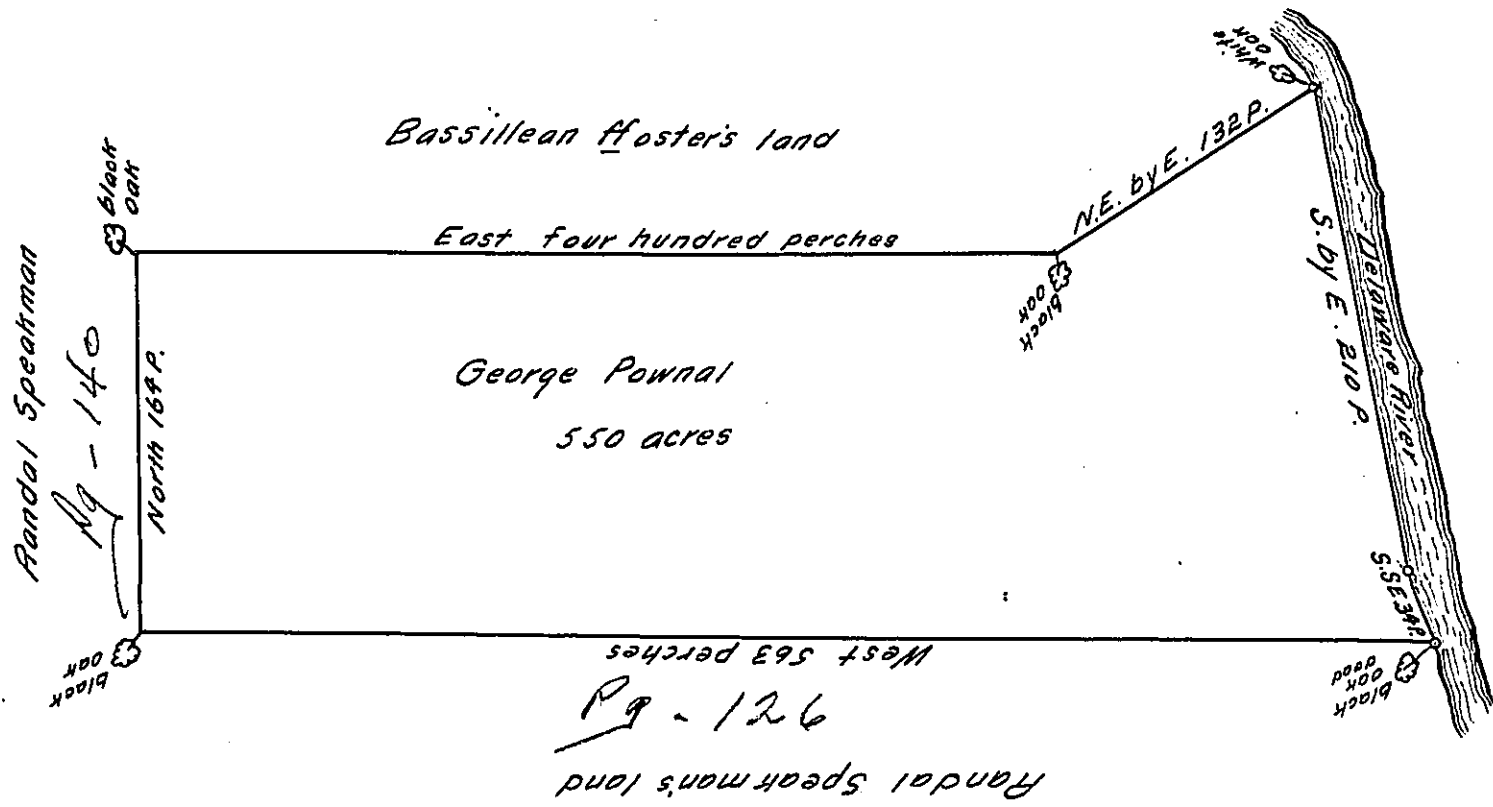 white
oak
Bassillean ffoster's land
black
oak
N.E. by E. 132 P.
East four hundred perches
black
oak
Randal Speakman
Pg - 140
North 164 P.
George Pownal
550 acres
S. by E. 210 P.
Delaware River
S.S.E. 34 P.
black
oak
West 563 perches
black
oak
dead
Pg - 126
Randal Speakman's land